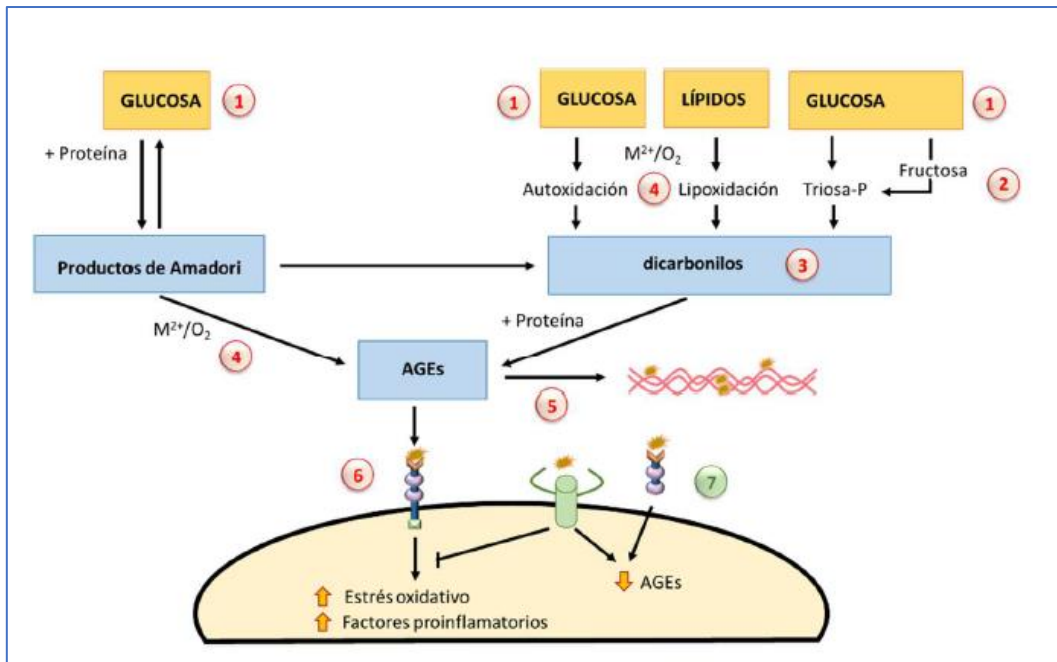 GLUCOSA 1
+ Proteína
Productos de Amadori
M²⁺/O₂
4
1 GLUCOSA
LÍPIDOS
GLUCOSA 1
M²⁺/O₂
Autoxidación 4 Lipoxidación
Triosa-P
Fructosa
2
dicarbonilos 3
+ Proteína
AGEs
5
6
7
Estrés oxidativo
Factores proinflamatorios
AGEs